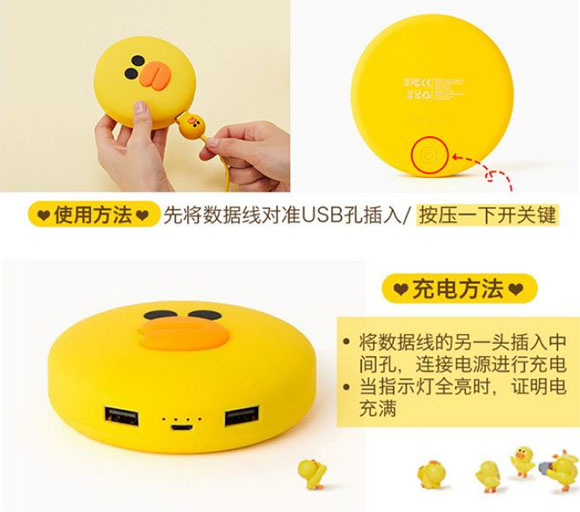 ❤使用方法❤ 先将数据线对准USB孔插入/ 按压一下开关键
❤充电方法❤
• 将数据线的另一头插入中
间孔，连接电源进行充电
• 当指示灯全亮时，证明电
充满